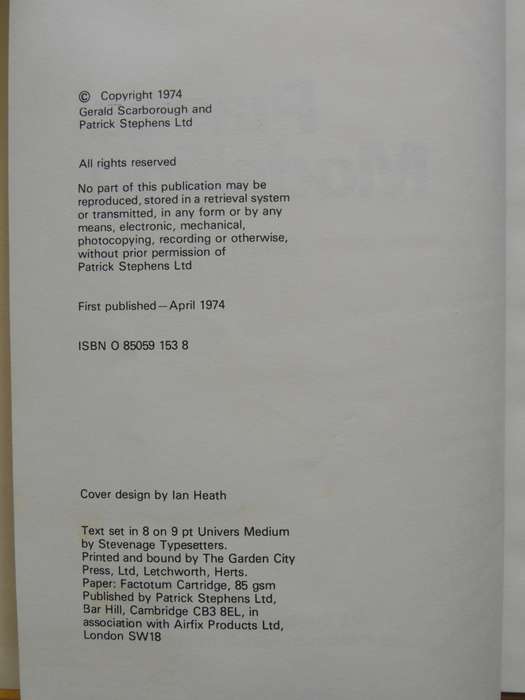 © Copyright 1974
Gerald Scarborough and
Patrick Stephens Ltd
All rights reserved
No part of this publication may be
reproduced, stored in a retrieval system
or transmitted, in any form or by any
means, electronic, mechanical,
photocopying, recording or otherwise,
without prior permission of
Patrick Stephens Ltd
First published—April 1974
ISBN 0 85059 153 8
Cover design by Ian Heath
Text set in 8 on 9 pt Univers Medium
by Stevenage Typesetters.
Printed and bound by The Garden City
Press, Ltd, Letchworth, Herts.
Paper: Factotum Cartridge, 85 gsm
Published by Patrick Stephens Ltd,
Bar Hill, Cambridge CB3 8EL, in
association with Airfix Products Ltd,
London SW18